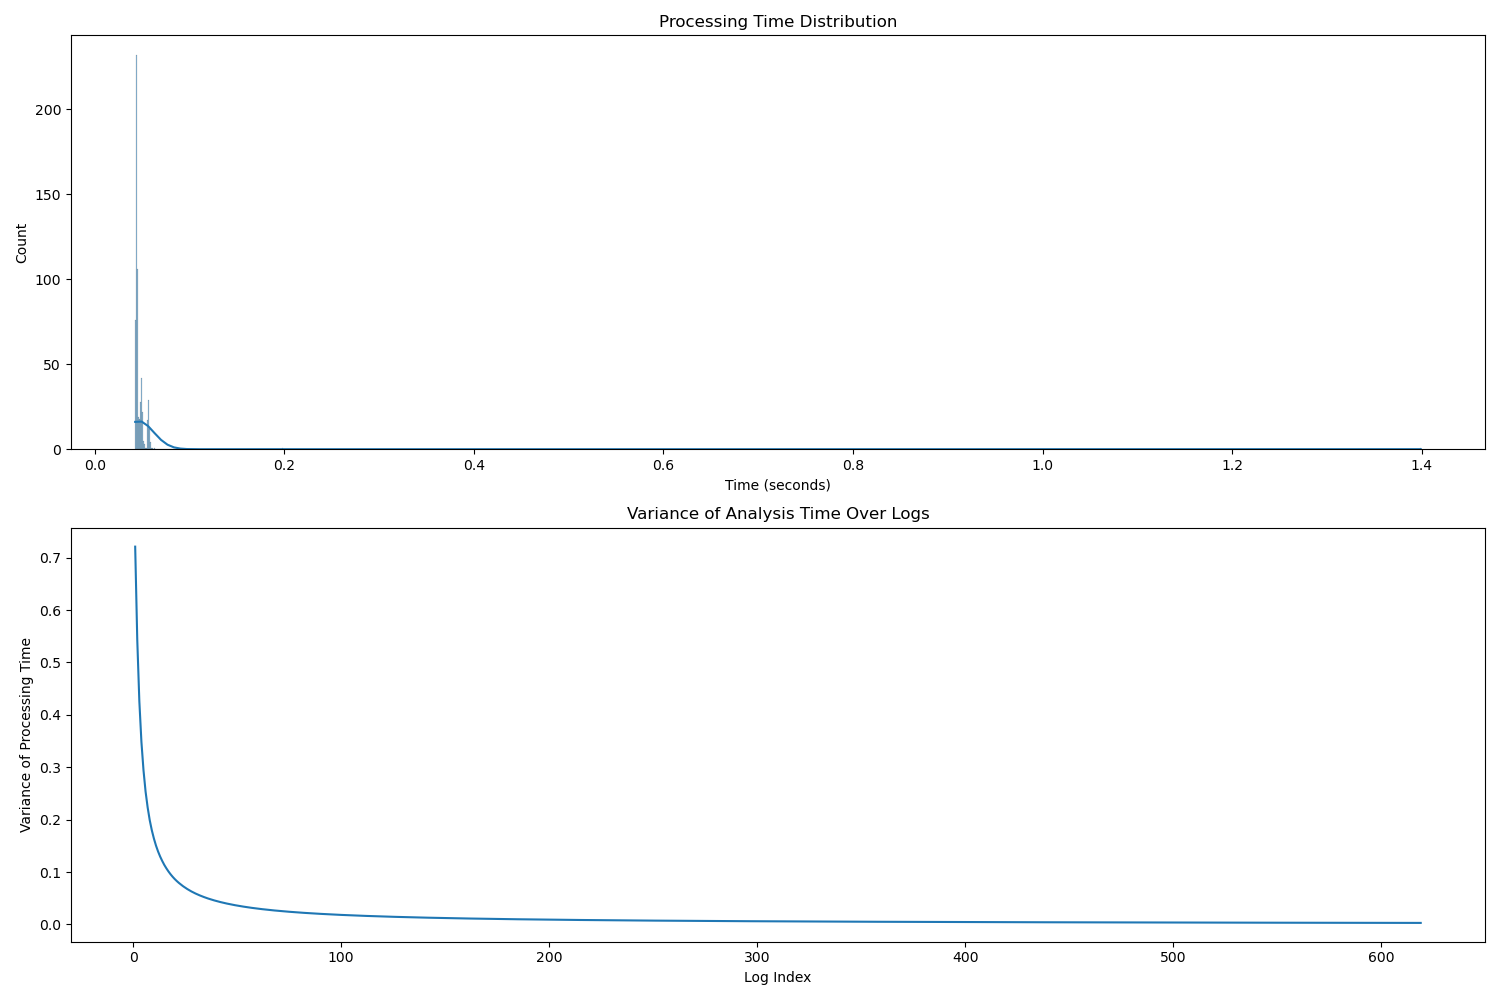 Processing Time Distribution
200
150
100
50
0
Count
0.0 0.2 0.4 0.6 0.8 1.0 1.2 1.4
Time (seconds)
Variance of Analysis Time Over Logs
0.7
0.6
0.5
0.4
0.3
0.2
0.1
0.0
Variance of Processing Time
0 100 200 300 400 500 600
Log Index